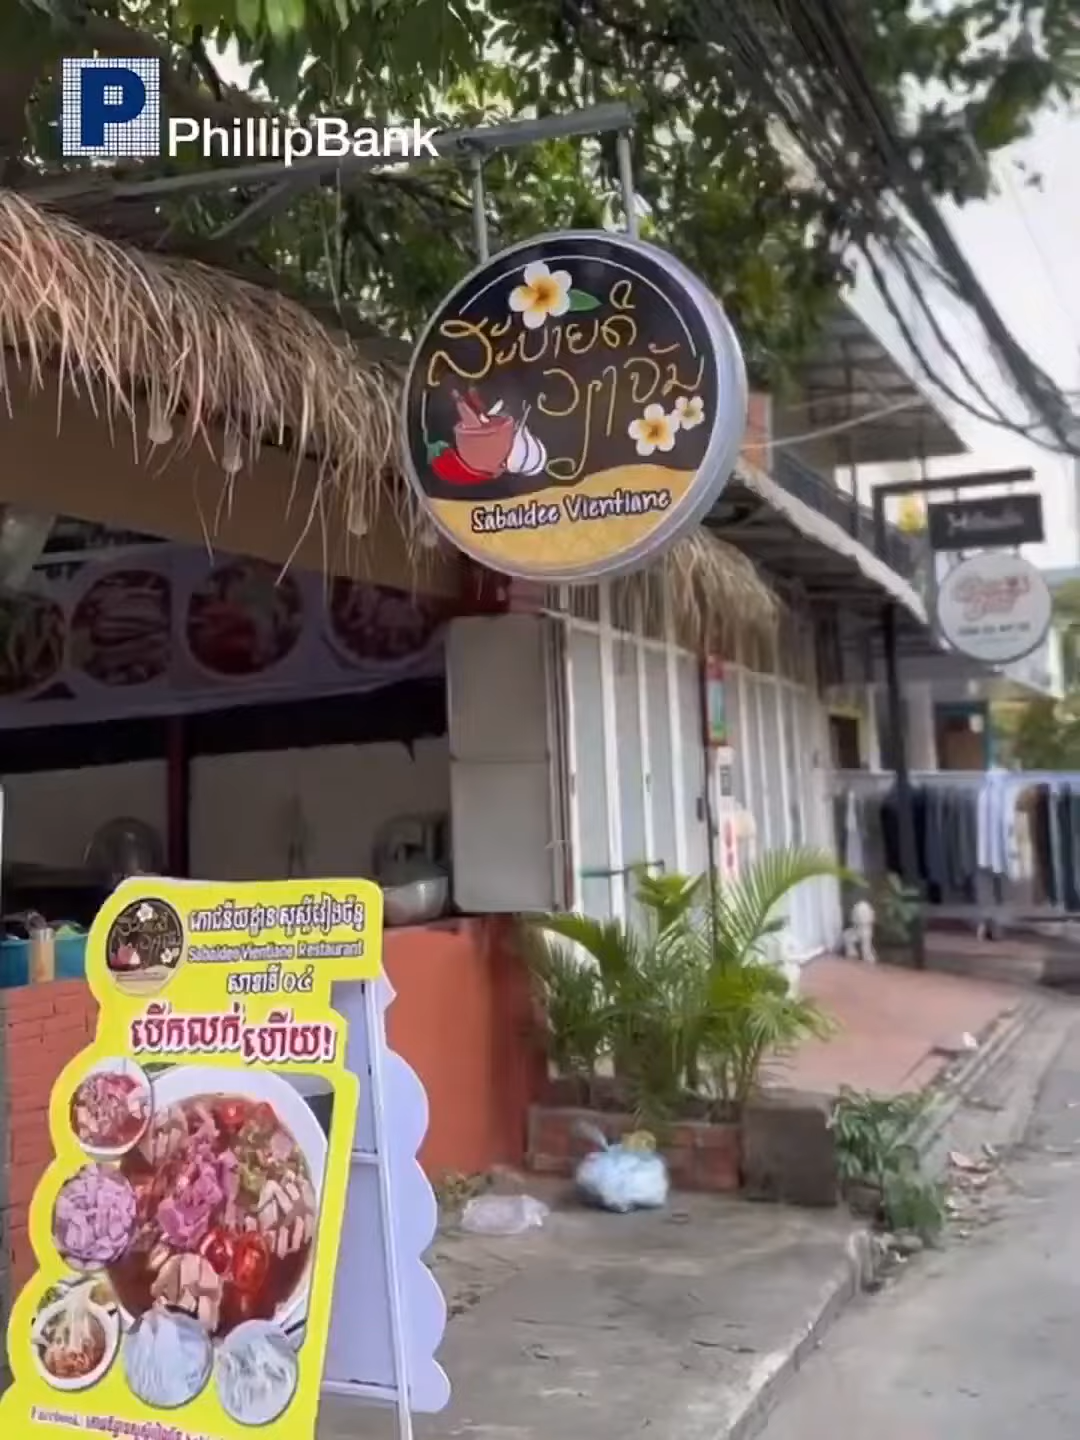 P PhillipBank
ສະບາຍດີ
ວຽງຈັນ
Sabaidee Vientiane
ភោជនីយដ្ឋាន សួស្តីវៀងច័ន្ទ
Sabaidee Vientiane Restaurant
សាខាទី ០៤
បើកលក់
ហើយ!
Facebook: